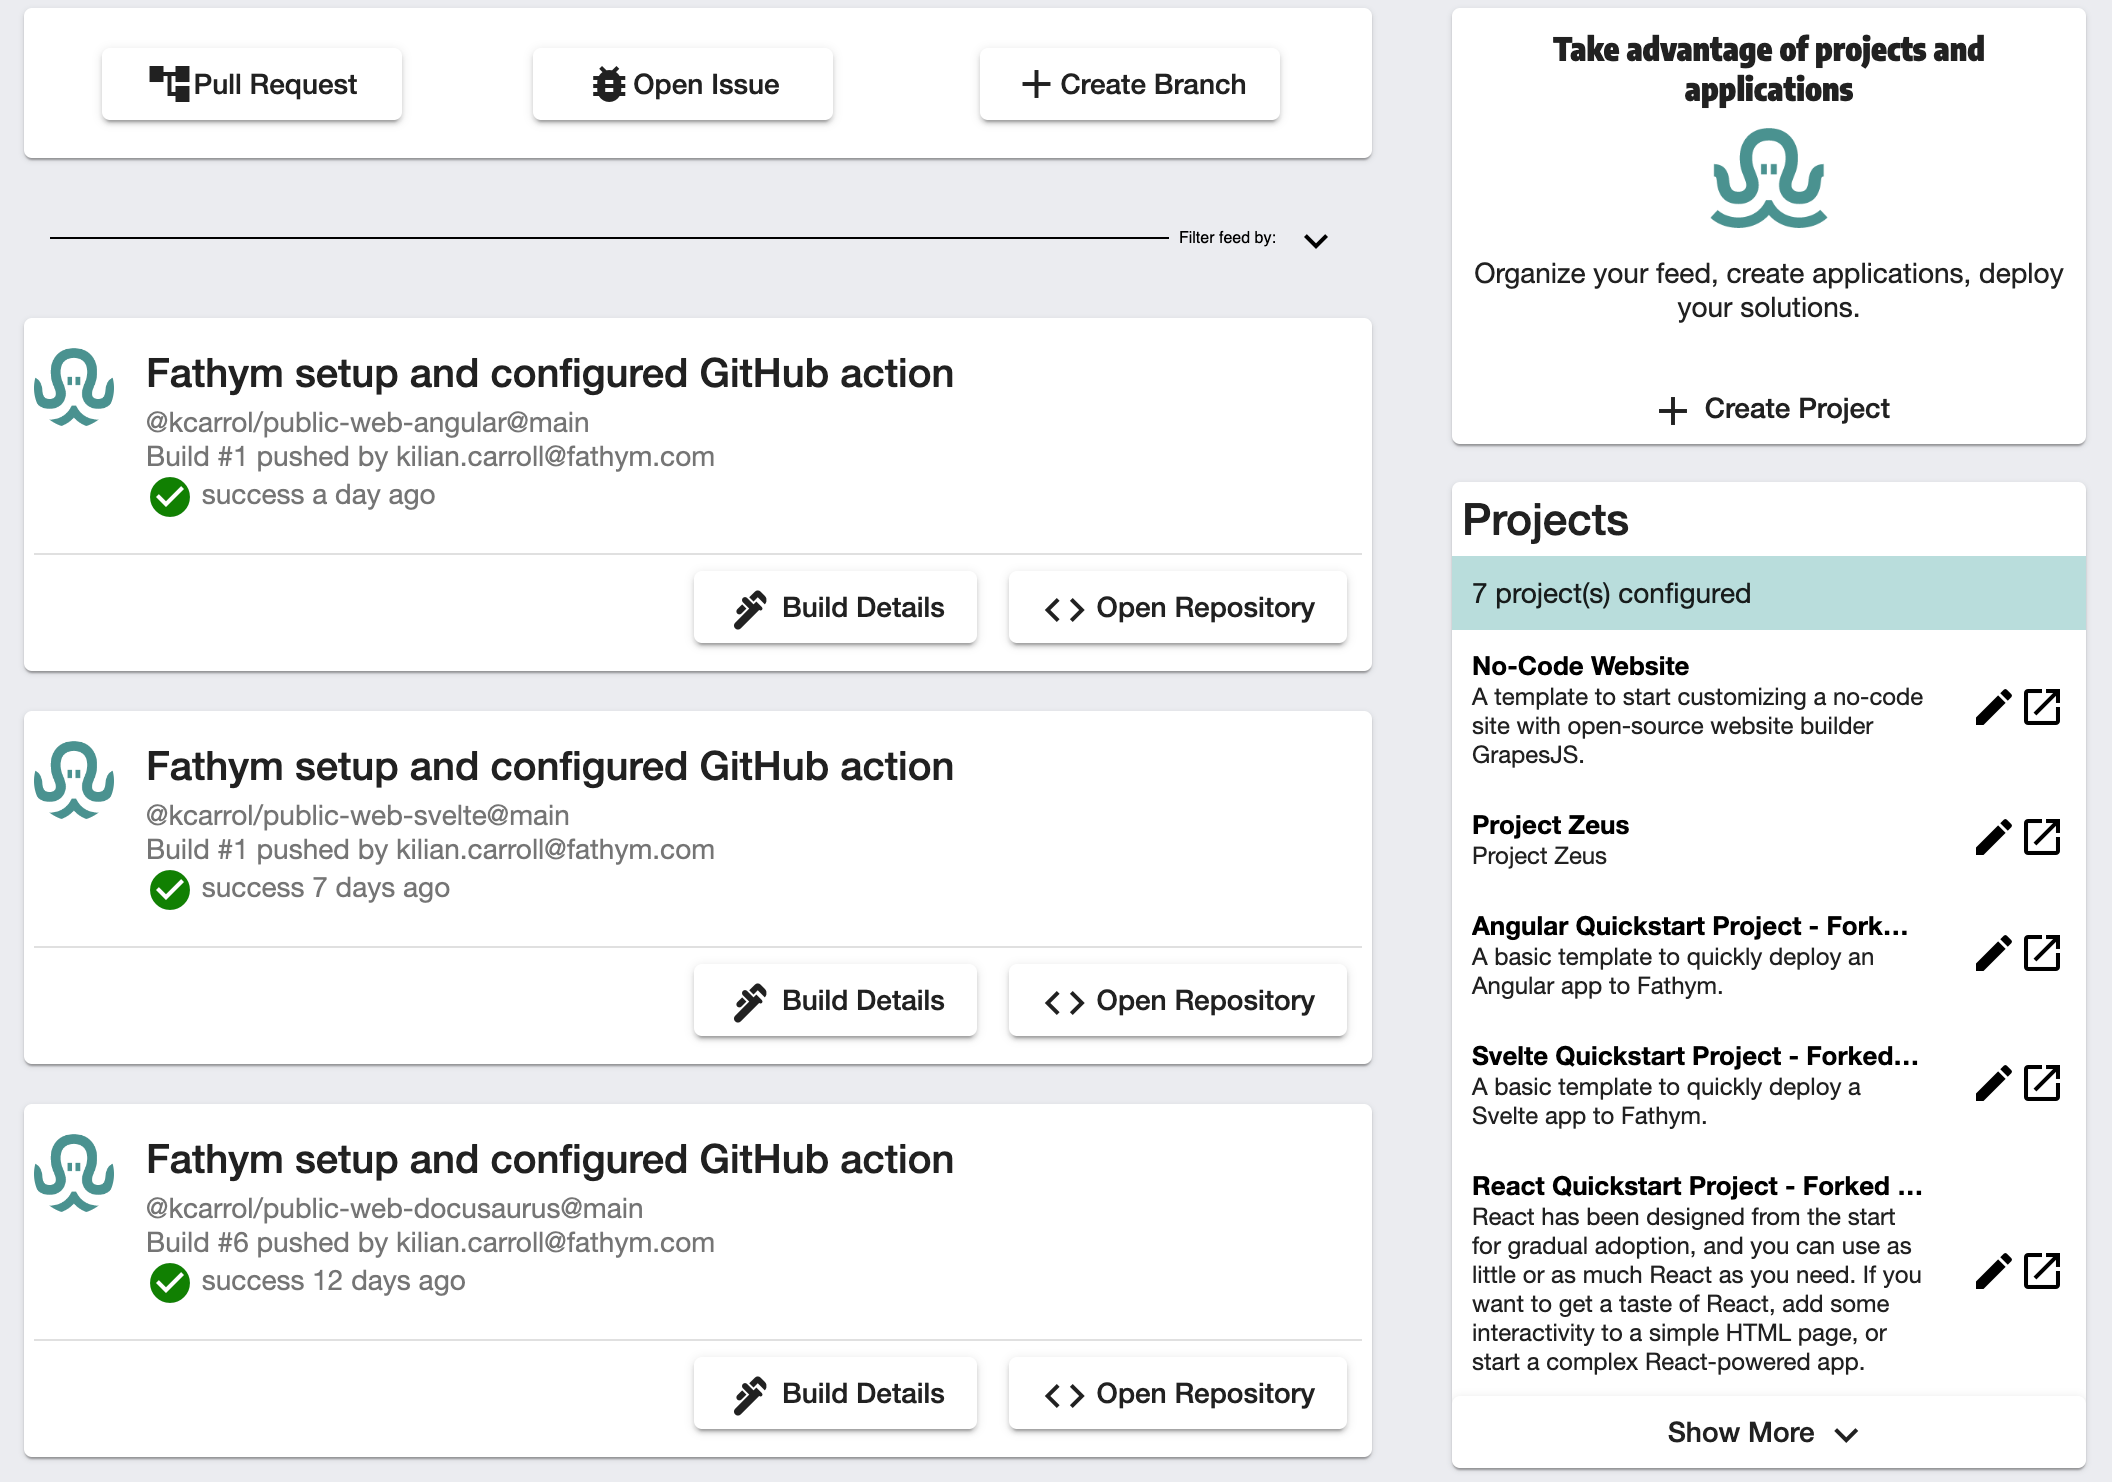 Pull Request
Open Issue
Create Branch
Filter feed by:
Fathym setup and configured GitHub action
@kcarrol/public-web-angular@main
Build #1 pushed by kilian.carroll@fathym.com
success a day ago
Build Details
Open Repository
Fathym setup and configured GitHub action
@kcarrol/public-web-svelte@main
Build #1 pushed by kilian.carroll@fathym.com
success 7 days ago
Build Details
Open Repository
Fathym setup and configured GitHub action
@kcarrol/public-web-docusaurus@main
Build #6 pushed by kilian.carroll@fathym.com
success 12 days ago
Build Details
Open Repository
Take advantage of projects and
applications
Organize your feed, create applications, deploy
your solutions.
Create Project
Projects
7 project(s) configured
No-Code Website
A template to start customizing a no-code
site with open-source website builder
GrapesJS.
Project Zeus
Project Zeus
Angular Quickstart Project - Fork...
A basic template to quickly deploy an
Angular app to Fathym.
Svelte Quickstart Project - Forked...
A basic template to quickly deploy a
Svelte app to Fathym.
React Quickstart Project - Forked ...
React has been designed from the start
for gradual adoption, and you can use as
little or as much React as you need. If you
want to get a taste of React, add some
interactivity to a simple HTML page, or
start a complex React-powered app.
Show More